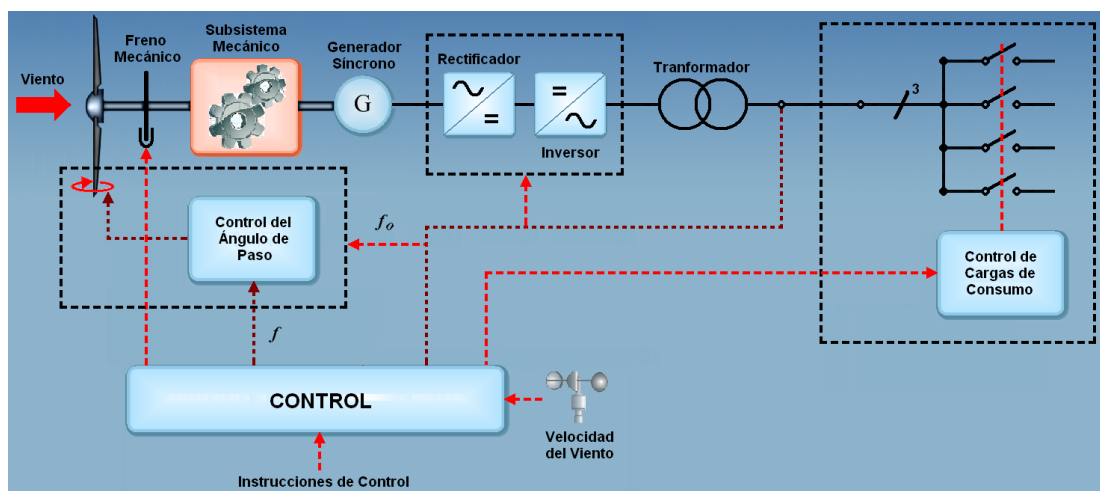 Viento
Freno
Mecánico
Subsistema
Mecánico
Generador
Síncrono
G
Rectificador
Inversor
Tranformador
3
Control del
Ángulo de
Paso
fo
f
Control de
Cargas de
Consumo
CONTROL
Velocidad
del Viento
Instrucciones de Control